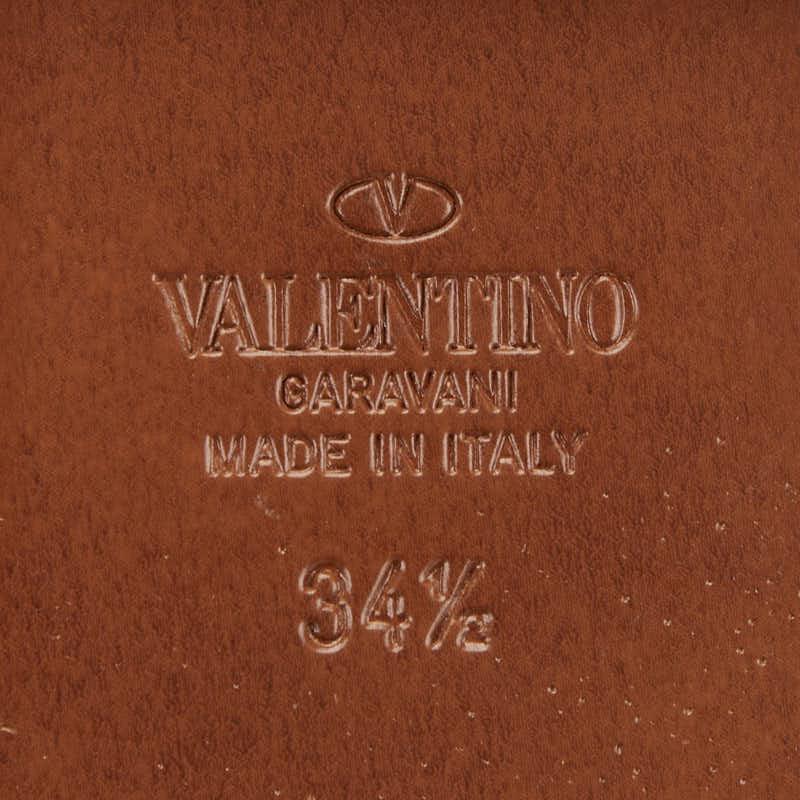 V
VALENTINO
GARAVANI
MADE IN ITALY
34½